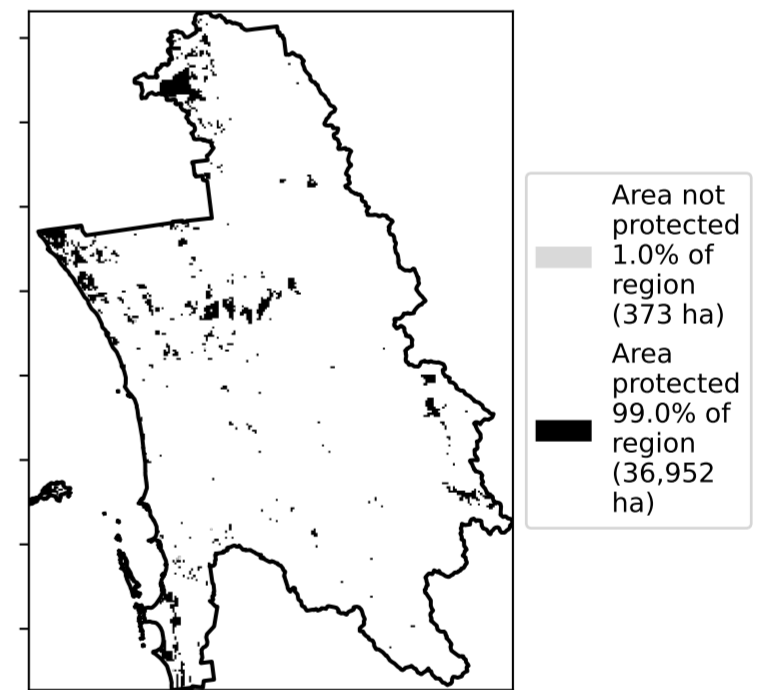 Area not
protected
1.0% of
region
(373 ha)
Area
protected
99.0% of
region
(36,952
ha)